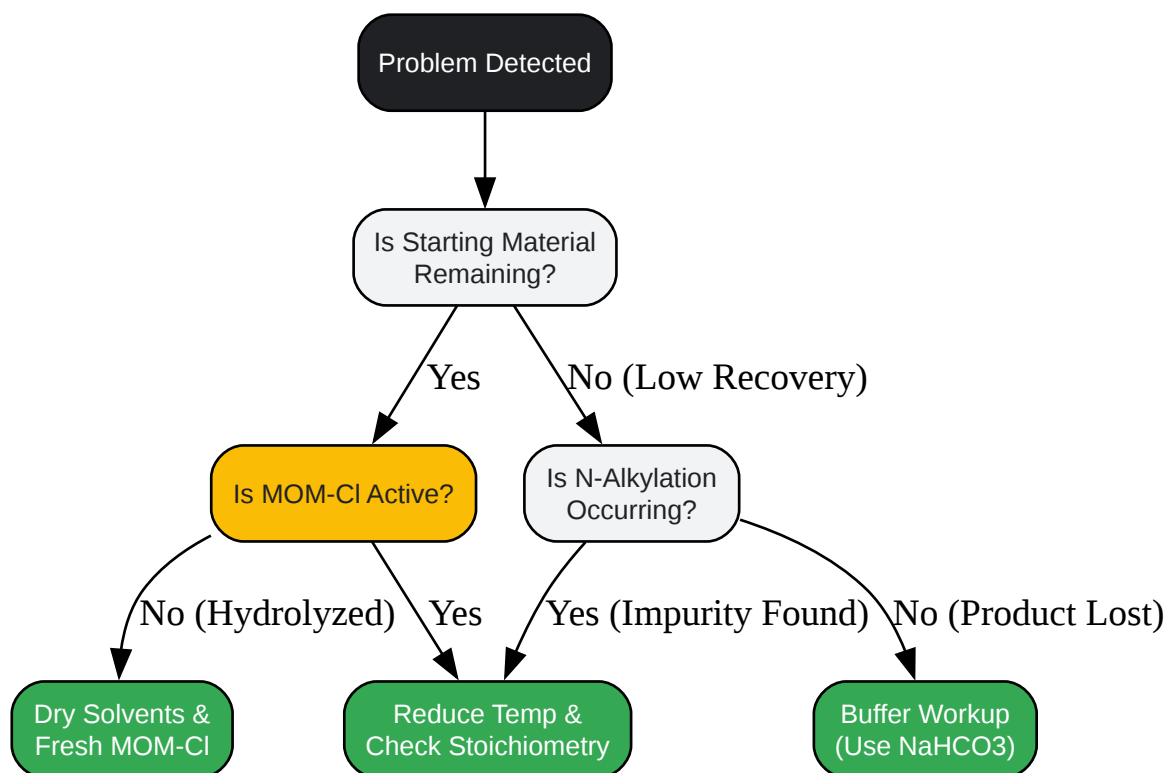 Problem Detected
Is Starting Material
Remaining?
Yes
No (Low Recovery)
Is MOM-Cl Active?
Is N-Alkylation
Occurring?
No (Hydrolyzed)
Yes
Yes (Impurity Found)
No (Product Lost)
Dry Solvents &
Fresh MOM-Cl
Reduce Temp &
Check Stoichiometry
Buffer Workup
(Use NaHCO3)